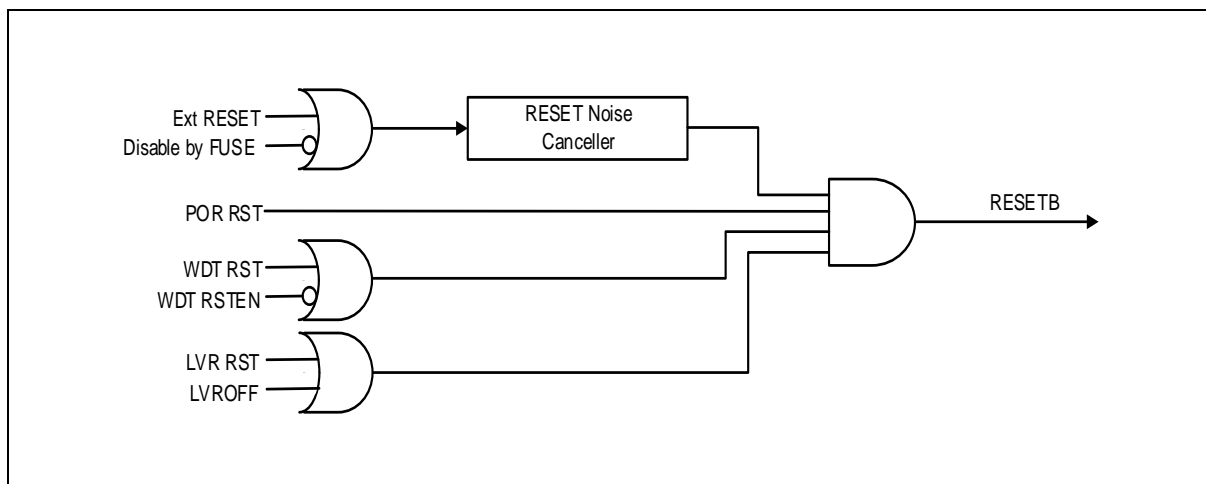 Ext RESET
Disable by FUSE
RESET Noise
Canceller
POR RST
RESETB
WDT RST
WDT RSTEN
LVR RST
LVROFF